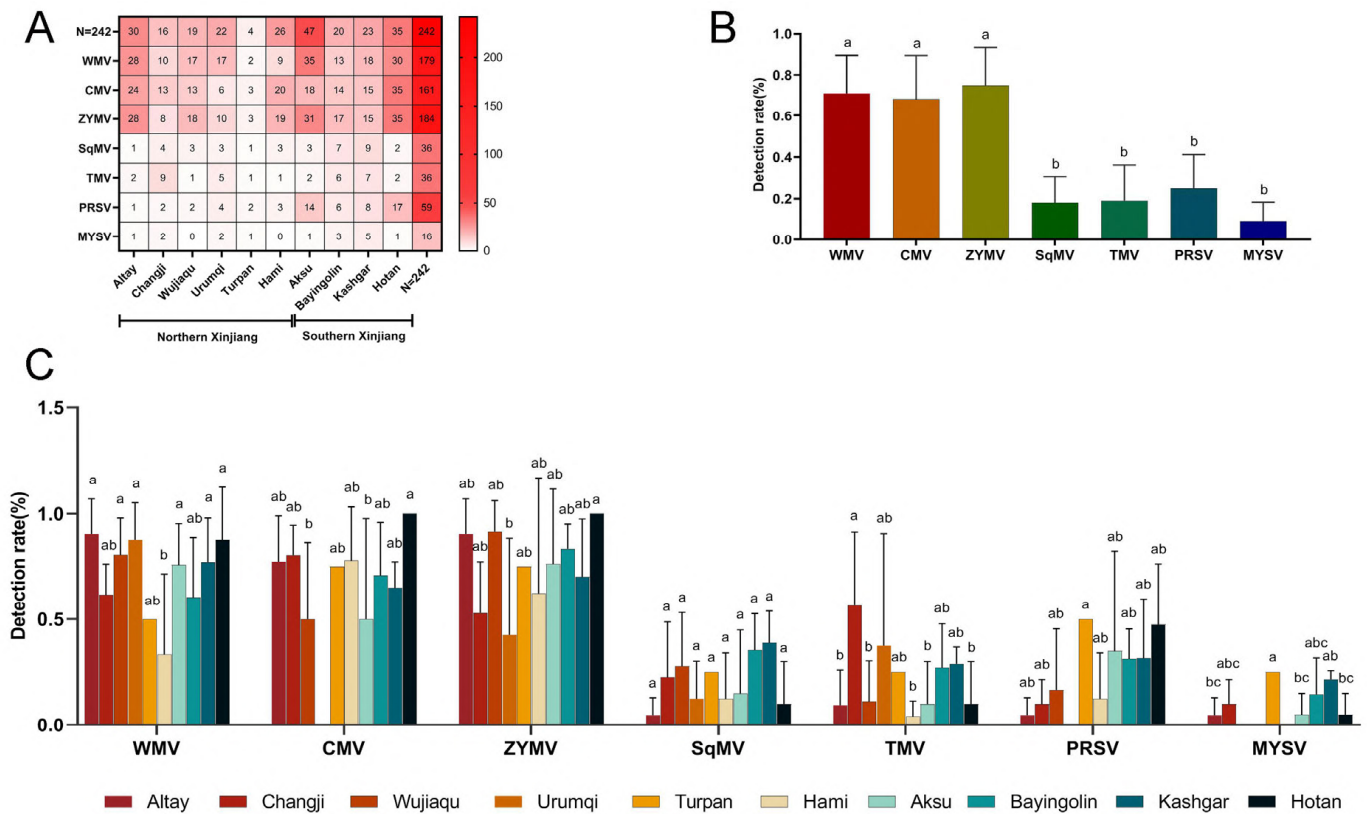 A
N=242 30 16 19 22 4 26 47 20 23 35 242
WMV 28 10 17 17 2 9 35 13 18 30 179
CMV 24 13 13 6 3 20 18 14 15 35 161
ZYMV 28 8 18 10 3 19 31 17 15 35 184
SqMV 1 4 3 3 1 3 3 7 9 2 36
TMV 2 9 1 5 1 1 2 6 7 2 36
PRSV 1 2 2 4 2 3 14 6 8 17 59
MYSV 1 2 0 2 1 0 1 3 5 1 16
Altay Changji Wujiaqu Urumqi Turpan Hami Aksu Bayingolin Kashgar Hotan N=242
Northern Xinjiang Southern Xinjiang
200
150
100
50
0
B
Detection rate(%)
1.0
0.8
0.6
0.4
0.2
0.0
a a a b b b b
WMV CMV ZYMV SqMV TMV PRSV MYSV
C
Detection rate(%)
1.5
1.0
0.5
0.0
a ab a a ab b a ab a a
ab ab b ab ab b ab ab a
ab ab ab b ab ab ab ab ab a
a a a a a a a a a a
b a b ab ab b b ab ab b
ab ab ab a ab ab ab ab ab
bc abc a bc abc ab bc
WMV CMV ZYMV SqMV TMV PRSV MYSV
Altay Changji Wujiaqu Urumqi Turpan Hami Aksu Bayingolin Kashgar Hotan